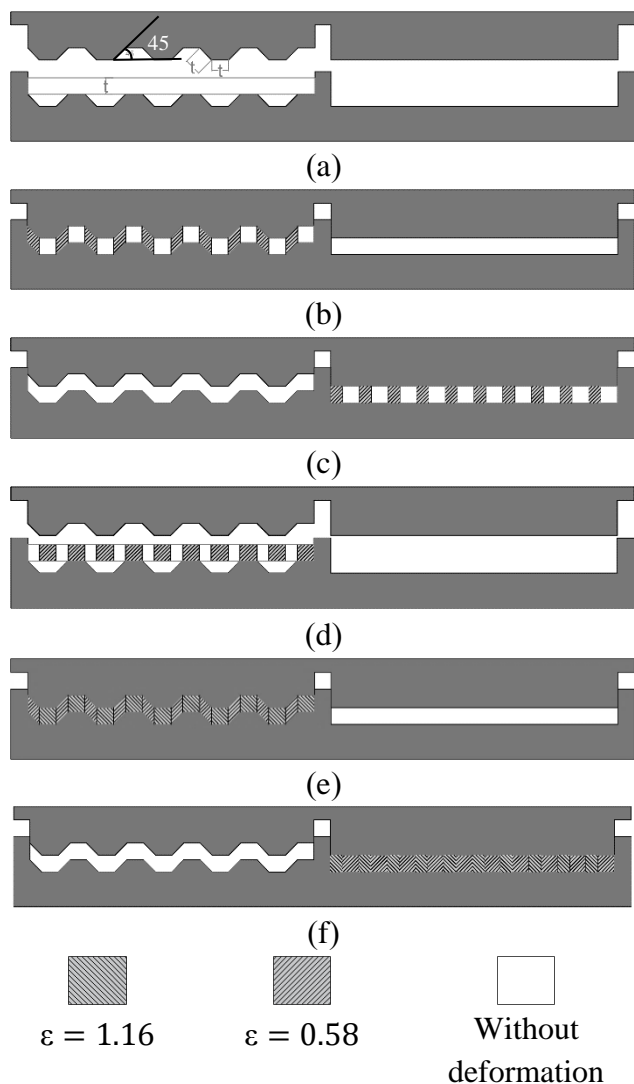 45
t
t
t
(a)
(b)
(c)
(d)
(e)
(f)
ε = 1.16
ε = 0.58
Without
deformation